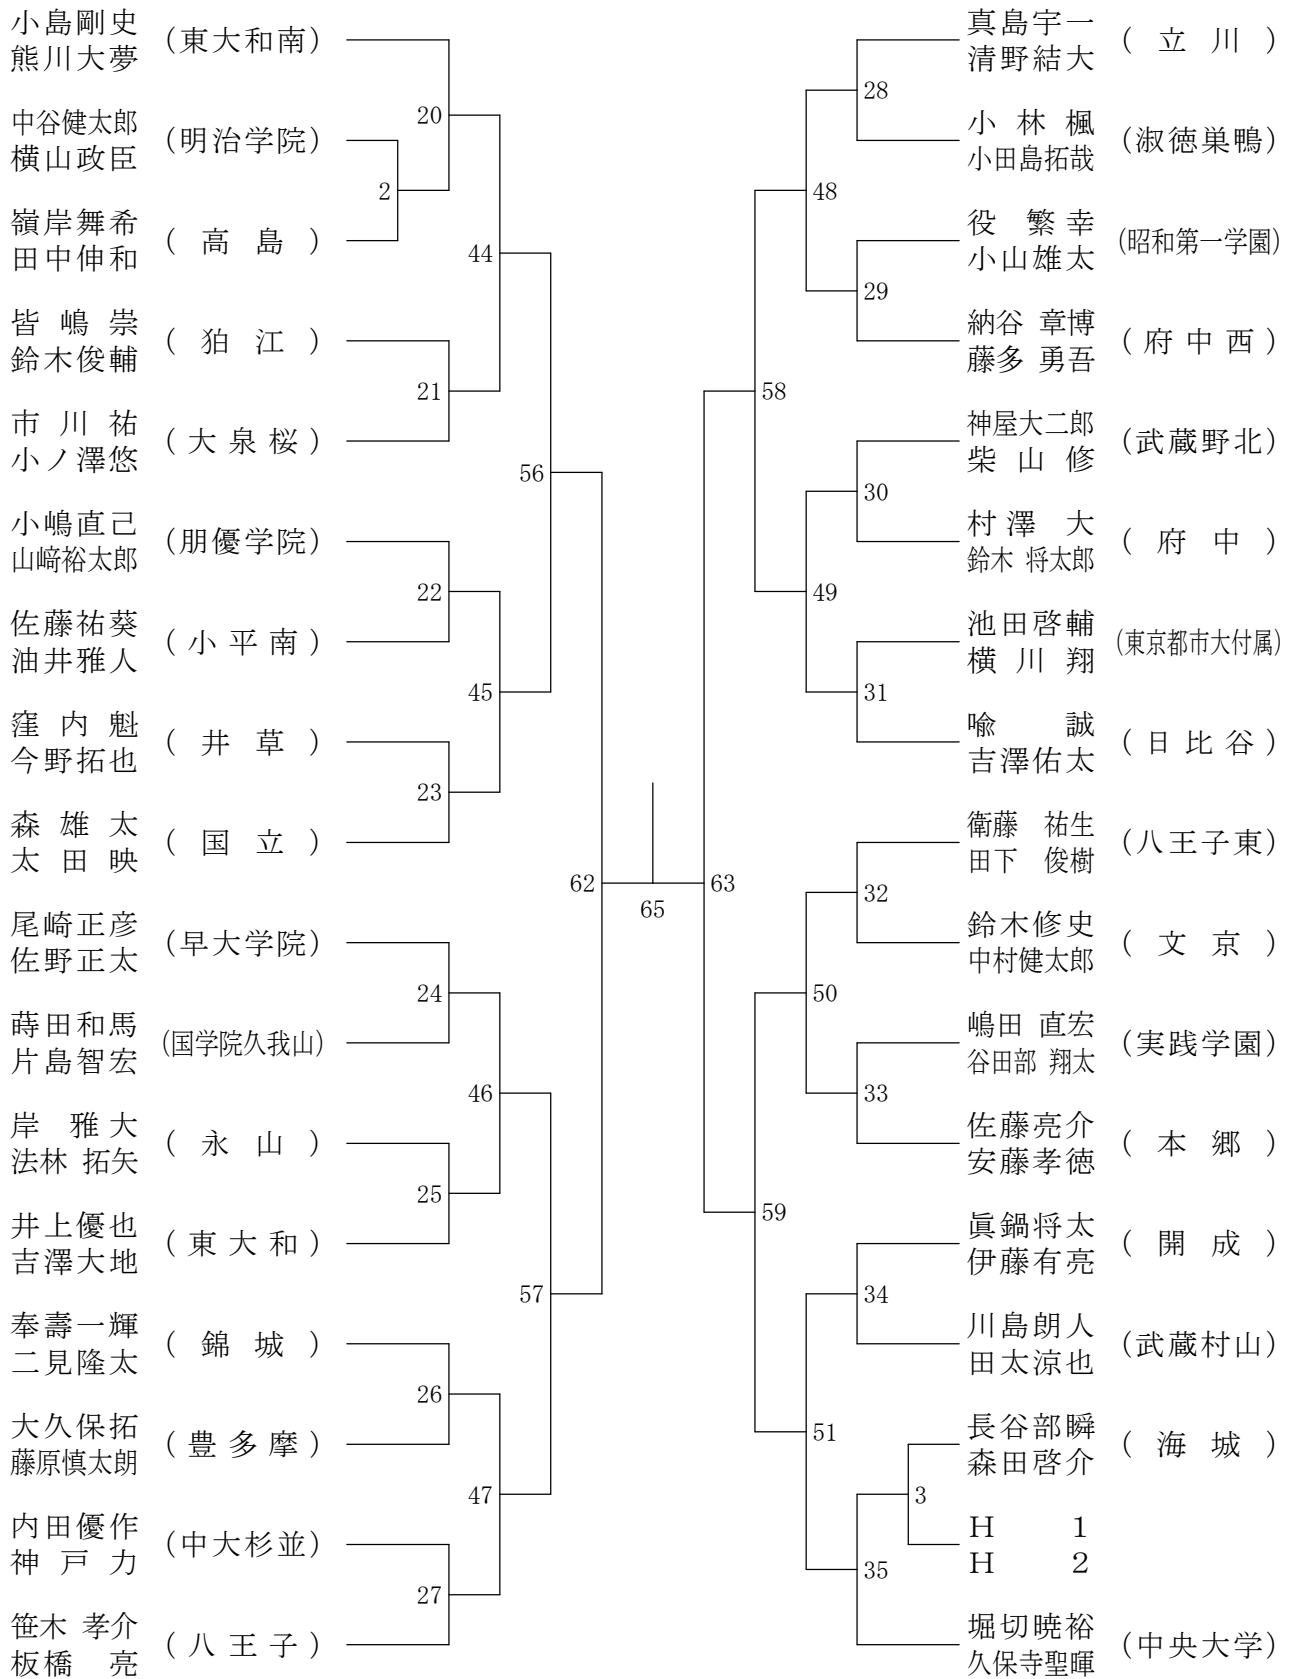 小島剛史
熊川大夢
(東大和南)
中谷健太郎
横山政臣
(明治学院)
嶺岸舞希
田中伸和
(高島)
皆嶋崇
鈴木俊輔
(狛江)
市川祐
小ノ澤悠
(大泉桜)
小嶋直己
山﨑裕太郎
(朋優学院)
佐藤祐葵
油井雅人
(小平南)
窪内魁
今野拓也
(井草)
森雄太
太田映
(国立)
尾崎正彦
佐野正太
(早大学院)
蒔田和馬
片島智宏
(国学院久我山)
岸雅大
法林 拓矢
(永山)
井上優也
吉澤大地
(東大和)
奉壽一輝
二見隆太
(錦城)
大久保拓
藤原慎太朗
(豊多摩)
内田優作
神戸力
(中大杉並)
笹木 孝介
板橋 亮
(八王子)
20
2
44
21
56
22
45
23
62
24
46
25
57
26
47
27
65
63
28
48
29
58
30
49
31
32
50
33
59
34
51
3
35
真島宇一
清野結大
(立川)
小林楓
小田島拓哉
(淑徳巣鴨)
役繁幸
小山雄太
(昭和第一学園)
納谷 章博
藤多 勇吾
(府中西)
神屋大二郎
柴山修
(武蔵野北)
村澤大
鈴木 将太郎
(府中)
池田啓輔
横川翔
(東京都市大付属)
喩誠
吉澤佑太
(日比谷)
衛藤 祐生
田下 俊樹
(八王子東)
鈴木修史
中村健太郎
(文京)
嶋田 直宏
谷田部 翔太
(実践学園)
佐藤亮介
安藤孝徳
(本郷)
眞鍋将太
伊藤有亮
(開成)
川島朗人
田太涼也
(武蔵村山)
長谷部瞬
森田啓介
(海城)
H 1
H 2
堀切暁裕
久保寺聖暉
(中央大学)